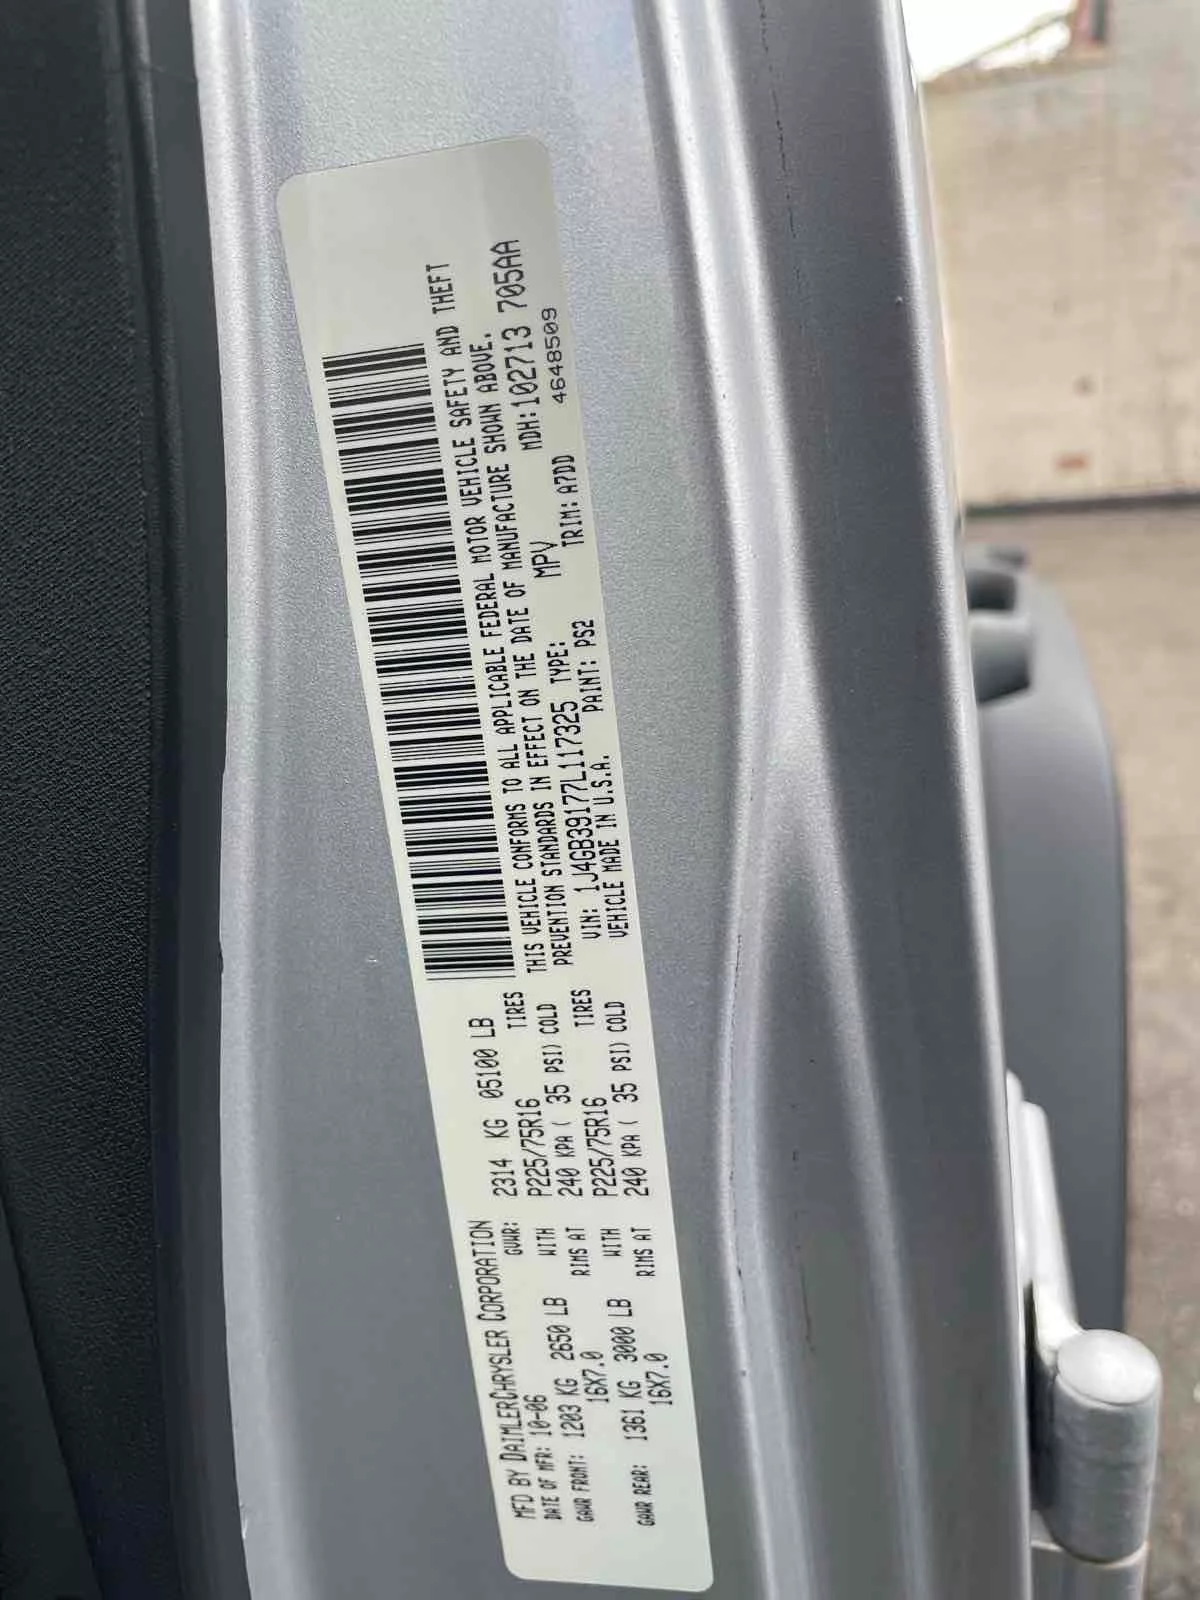 MFD BY DAIMLERCHRYSLER CORPORATION
DATE OF MFR: 10-06 GVWR: 2314 KG 05100 LB
GAWR FRONT: 1203 KG 2650 LB WITH P225/75R16 TIRES
16X7.0 RIMS AT 240 KPA ( 35 PSI) COLD
GAWR REAR: 1361 KG 3000 LB WITH P225/75R16 TIRES
16X7.0 RIMS AT 240 KPA ( 35 PSI) COLD
THIS VEHICLE CONFORMS TO ALL APPLICABLE FEDERAL MOTOR VEHICLE SAFETY AND THEFT
PREVENTION STANDARDS IN EFFECT ON THE DATE OF MANUFACTURE SHOWN ABOVE.
VIN: 1J4GB39177L117325 TYPE: MPV MDH:102713 705AA
VEHICLE MADE IN U.S.A. PAINT: PS2 TRIM: A7DD 4648509